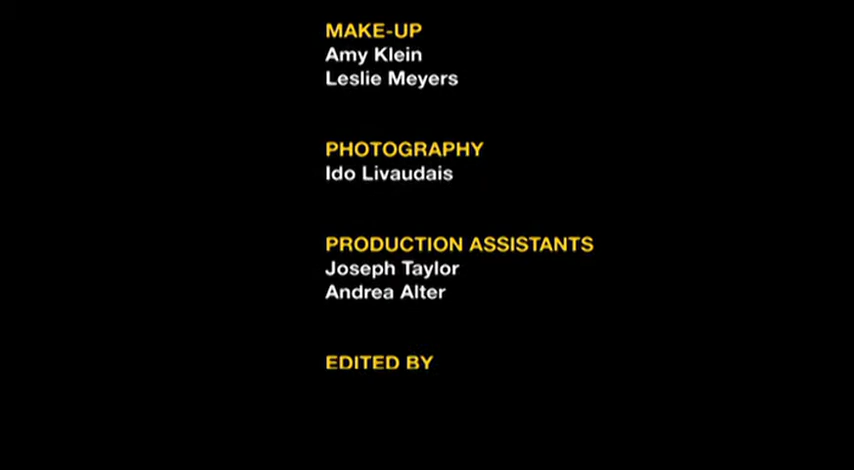 MAKE-UP
Amy Klein
Leslie Meyers
PHOTOGRAPHY
Ido Livaudais
PRODUCTION ASSISTANTS
Joseph Taylor
Andrea Alter
EDITED BY